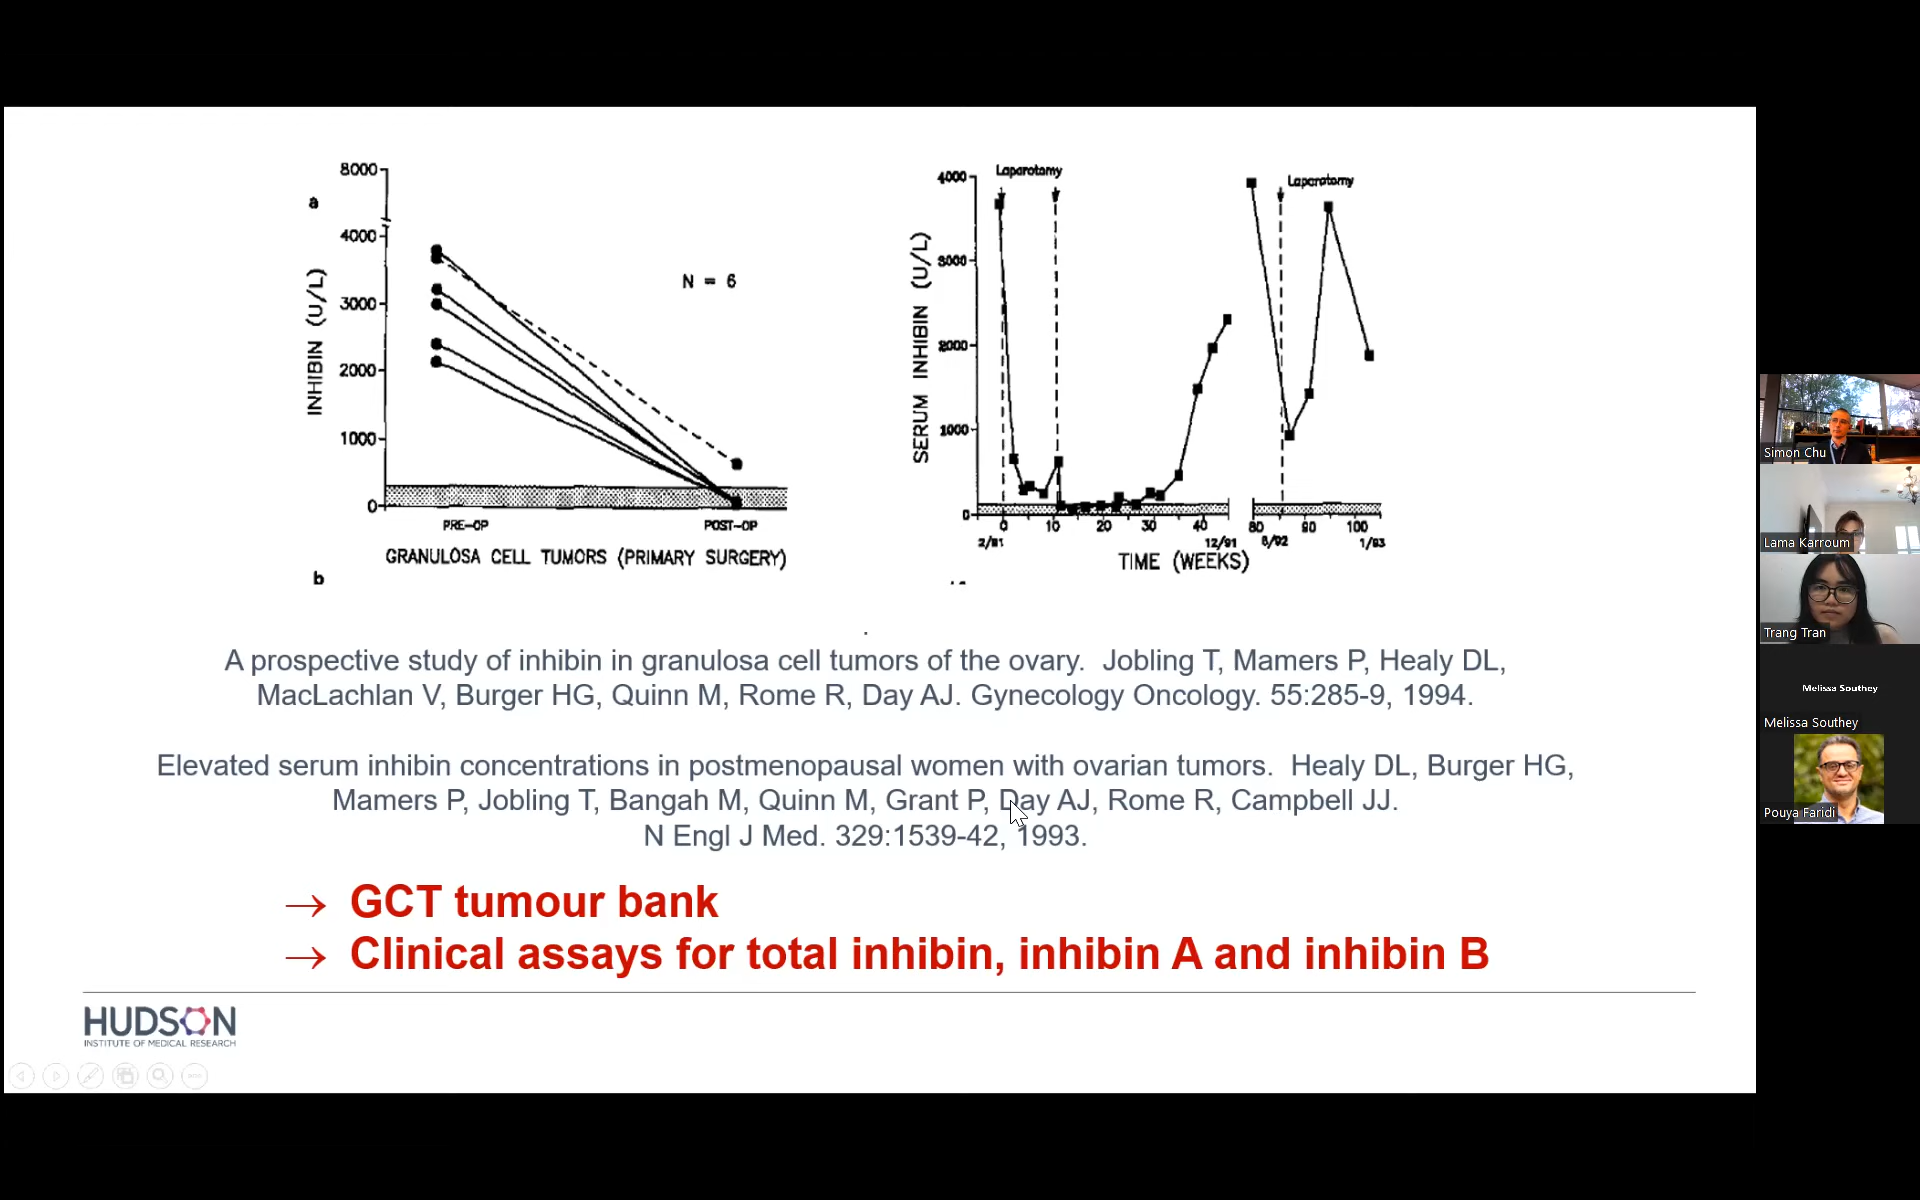 8000
a
4000
INHIBIN (U/L)
3000
2000
1000
0
N = 6
PRE-OP
POST-OP
GRANULOSA CELL TUMORS (PRIMARY SURGERY)
b
Laparotomy
Laparotomy
4000
SERUM INHIBIN (U/L)
3000
2000
1000
0
0 10 20 30 40 80 90 100
2/91 12/91 8/92 1/93
TIME (WEEKS)
A prospective study of inhibin in granulosa cell tumors of the ovary. Jobling T, Mamers P, Healy DL,
MacLachlan V, Burger HG, Quinn M, Rome R, Day AJ. Gynecology Oncology. 55:285-9, 1994.
Elevated serum inhibin concentrations in postmenopausal women with ovarian tumors. Healy DL, Burger HG,
Mamers P, Jobling T, Bangah M, Quinn M, Grant P, Day AJ, Rome R, Campbell JJ.
N Engl J Med. 329:1539-42, 1993.
→ GCT tumour bank
→ Clinical assays for total inhibin, inhibin A and inhibin B
HUDSON
INSTITUTE OF MEDICAL RESEARCH
Simon Chu
Lama Karroum
Trang Tran
Melissa Southey
Melissa Southey
Pouya Faridi